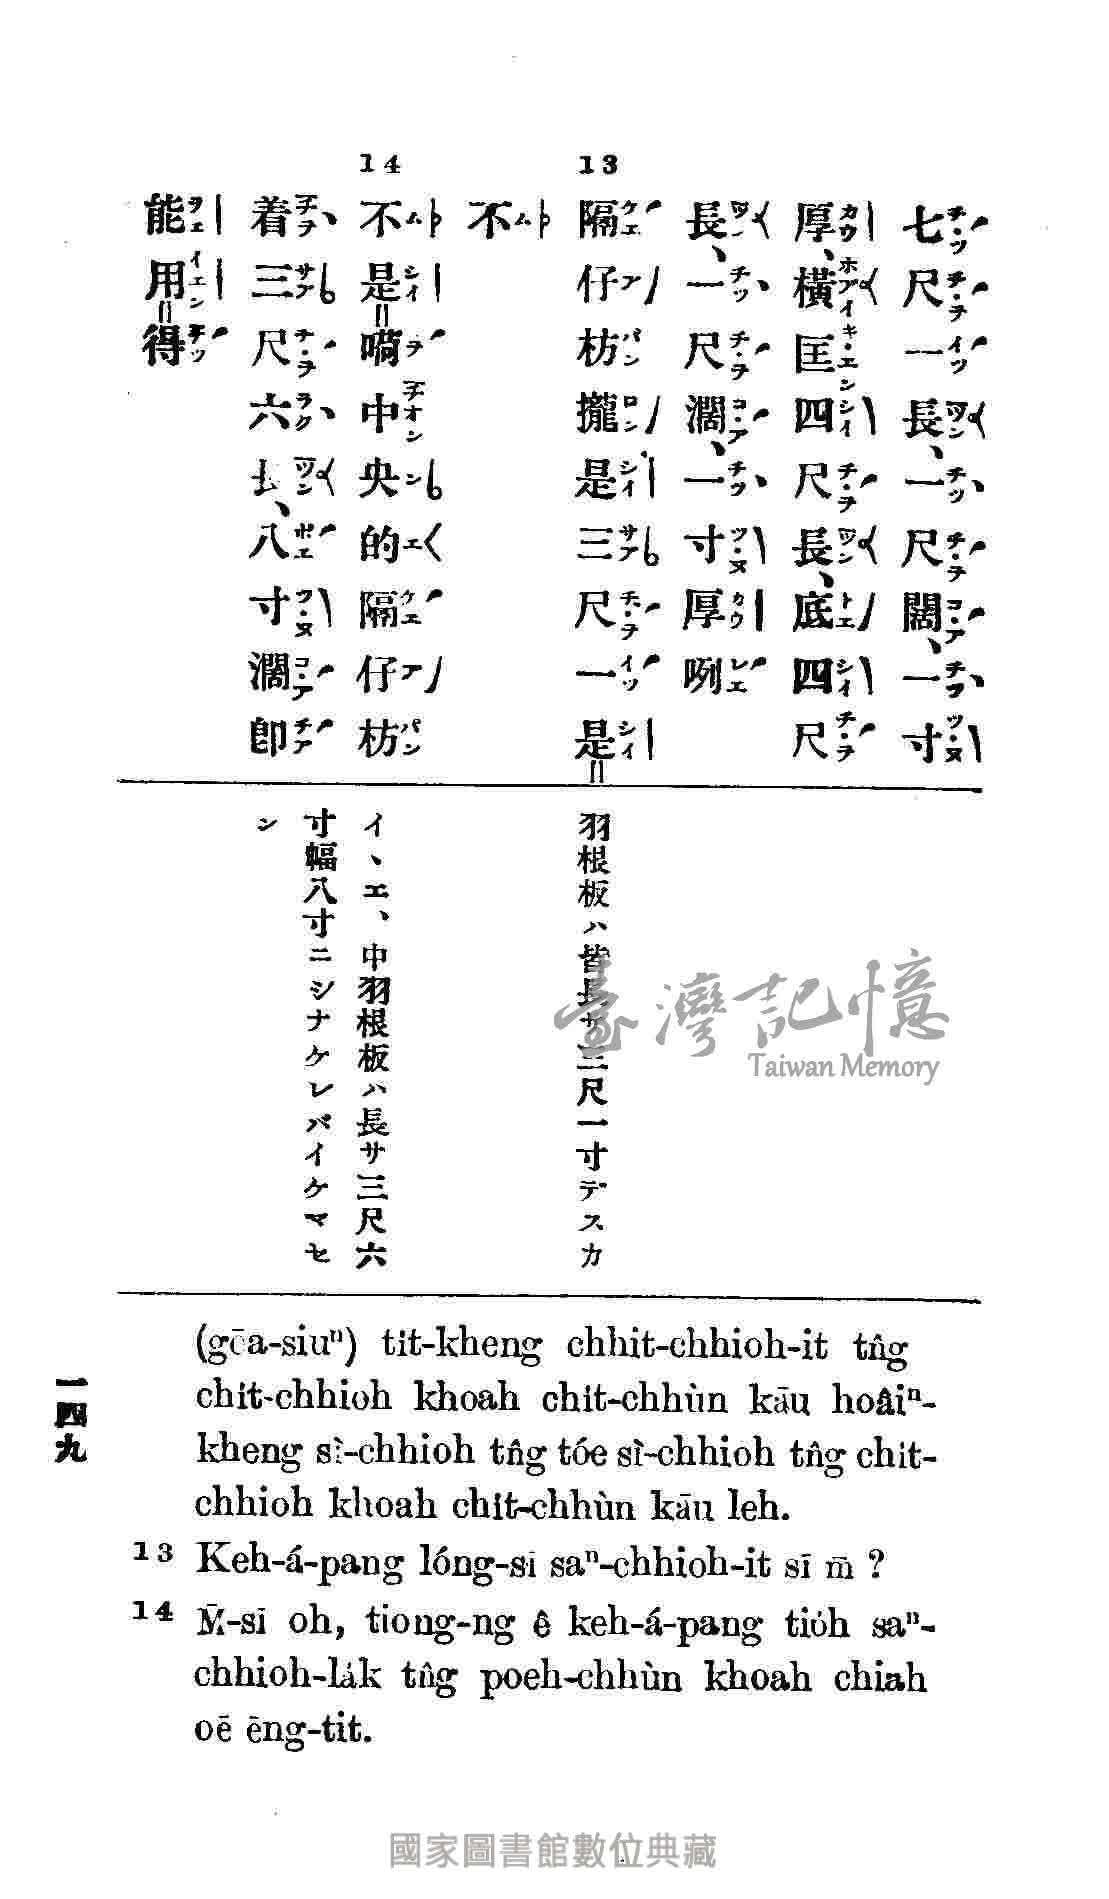 七尺一長、一尺闊、一寸
厚、橫匡四尺長、底四尺
長、一尺濶、一寸厚咧
13
隔仔枋攏是三尺一是
不
14
不是嗬中央的隔仔枋
着三尺六長、八寸濶卽
能用得
羽根板ハ皆長サ三尺一寸デスカ
イヽエ、中羽根板ハ長サ三尺六
寸幅八寸ニシナケレバイケマセ
ン
(gōa-siuⁿ) tit-kheng chhit-chhioh-it tn̂g
chit-chhioh khoah chit-chhùn kāu hoâiⁿ-
kheng sì-chhioh tn̂g tóe sì-chhioh tn̂g chit-
chhioh khoah chit-chhùn kāu leh.
13 Keh-á-pang lóng-sī saⁿ-chhioh-it sī m̄ ?
14 M̄-sī oh, tiong-ng ê keh-á-pang tio̍h saⁿ-
chhioh-la̍k tn̂g poeh-chhùn khoah chiah
oē ēng-tit.
一四九
臺灣記憶
Taiwan Memory
國家圖書館數位典藏